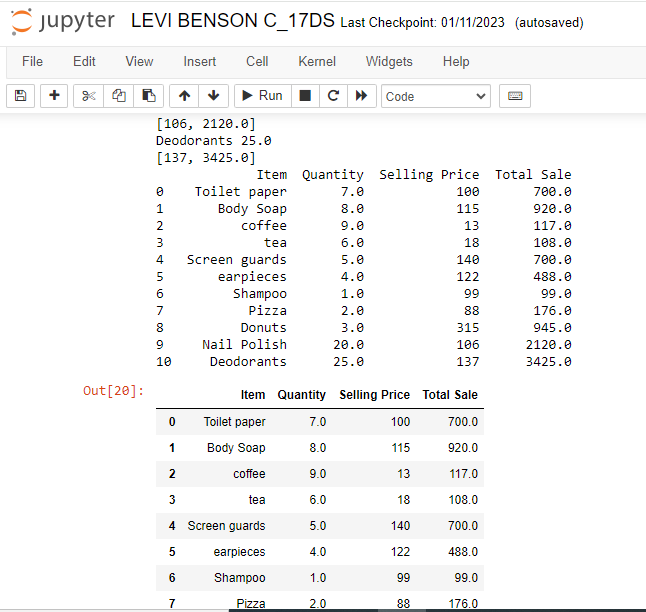 jupyter LEVI BENSON C_17DS Last Checkpoint: 01/11/2023 (autosaved)
File Edit View Insert Cell Kernel Widgets Help
Run Code
[106, 2120.0]
Deodorants 25.0
[137, 3425.0]
Item Quantity Selling Price Total Sale
0 Toilet paper 7.0 100 700.0
1 Body Soap 8.0 115 920.0
2 coffee 9.0 13 117.0
3 tea 6.0 18 108.0
4 Screen guards 5.0 140 700.0
5 earpieces 4.0 122 488.0
6 Shampoo 1.0 99 99.0
7 Pizza 2.0 88 176.0
8 Donuts 3.0 315 945.0
9 Nail Polish 20.0 106 2120.0
10 Deodorants 25.0 137 3425.0
Out[20]:
Item Quantity Selling Price Total Sale
0 Toilet paper 7.0 100 700.0
1 Body Soap 8.0 115 920.0
2 coffee 9.0 13 117.0
3 tea 6.0 18 108.0
4 Screen guards 5.0 140 700.0
5 earpieces 4.0 122 488.0
6 Shampoo 1.0 99 99.0
7 Pizza 2.0 88 176.0